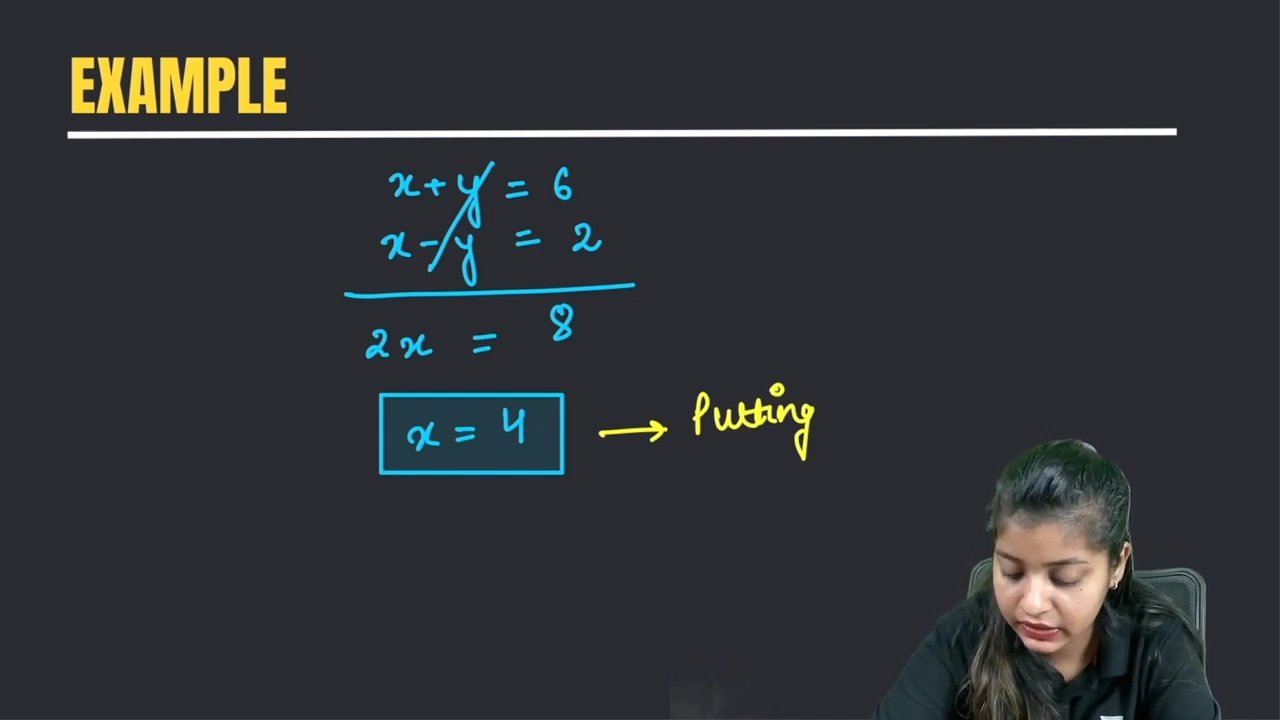 EXAMPLE
x + y = 6
x - y = 2
2x = 8
x = 4 → Putting